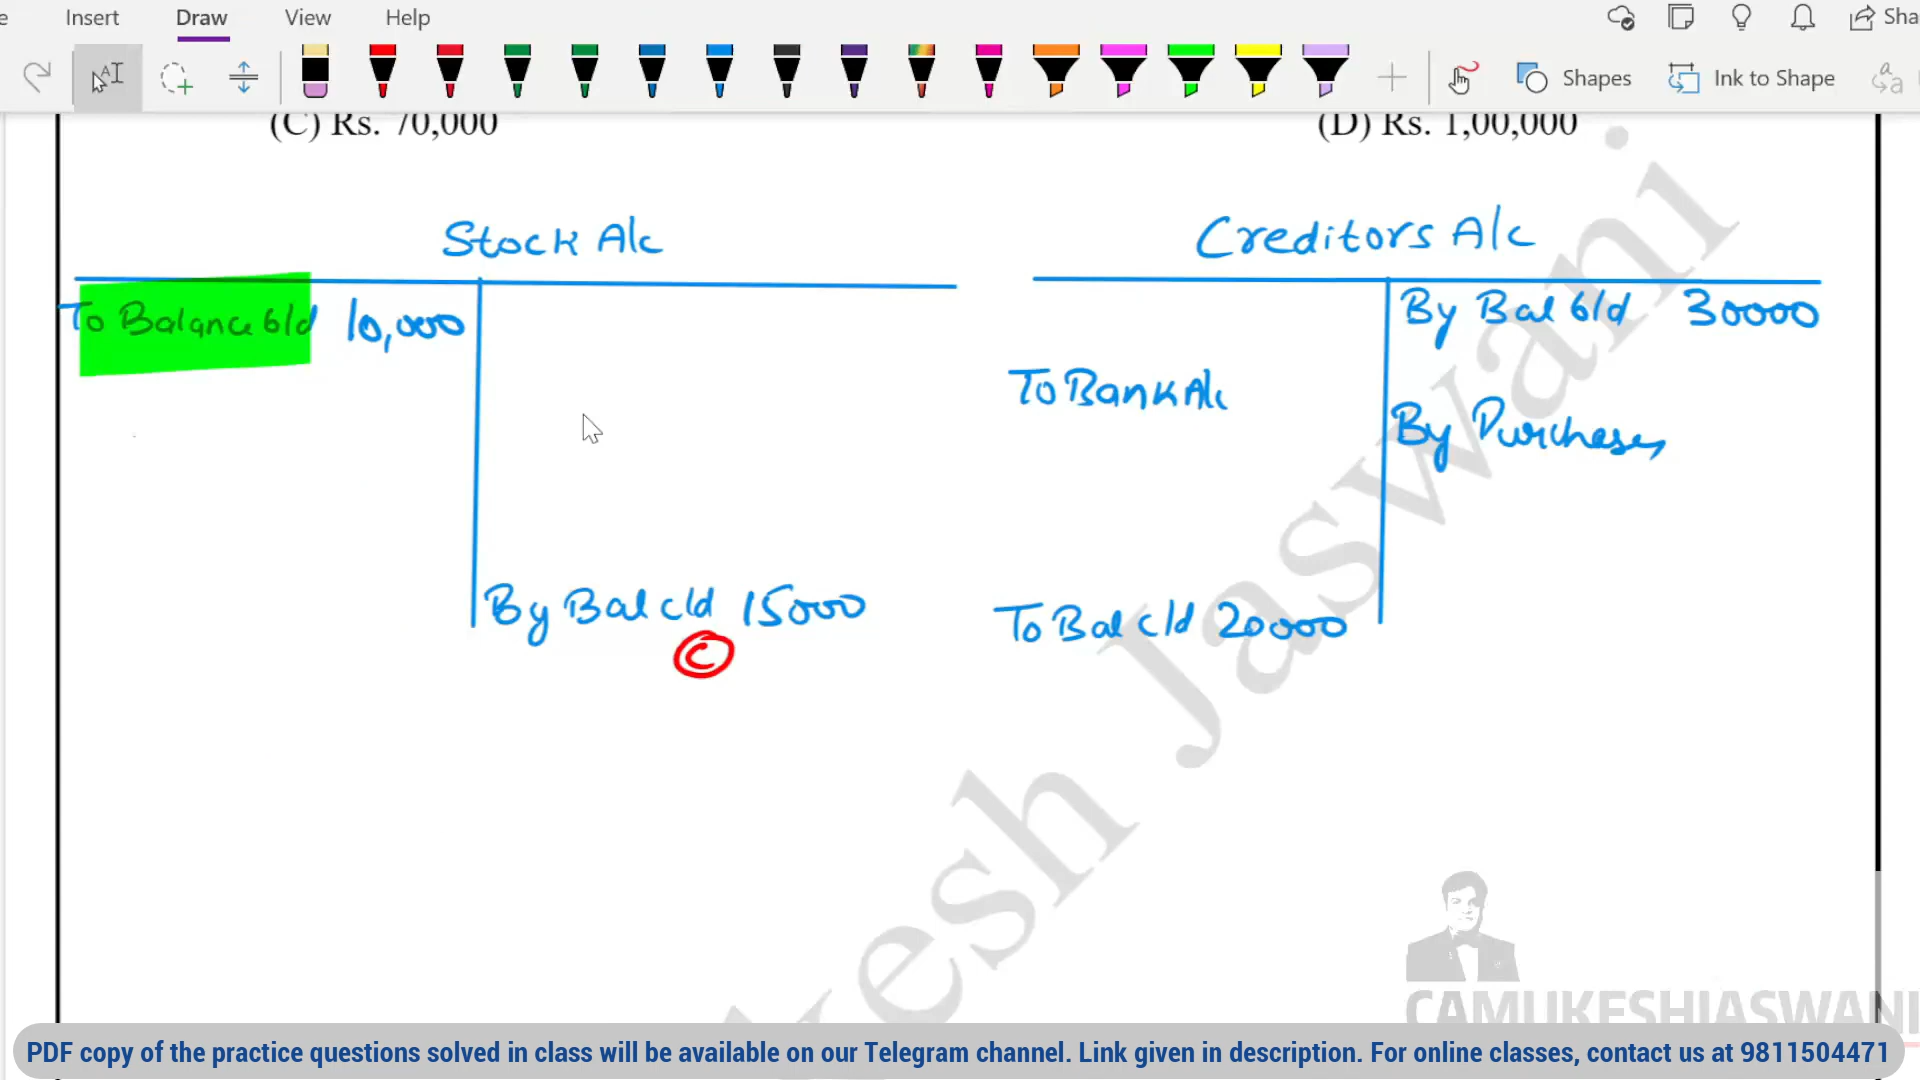 Insert Draw View Help Sha
Shapes Ink to Shape
(C) Rs. 70,000 (D) Rs. 1,00,000
Stock A/c Creditors A/c
To Balance b/d 10,000 By Bal b/d 30000
To Bank A/c
By Purchases
By Bal c/d 15000 To Bal c/d 20000
C
kesh Jaswani
CAMUKESHJASWANI
PDF copy of the practice questions solved in class will be available on our Telegram channel. Link given in description. For online classes, contact us at 9811504471